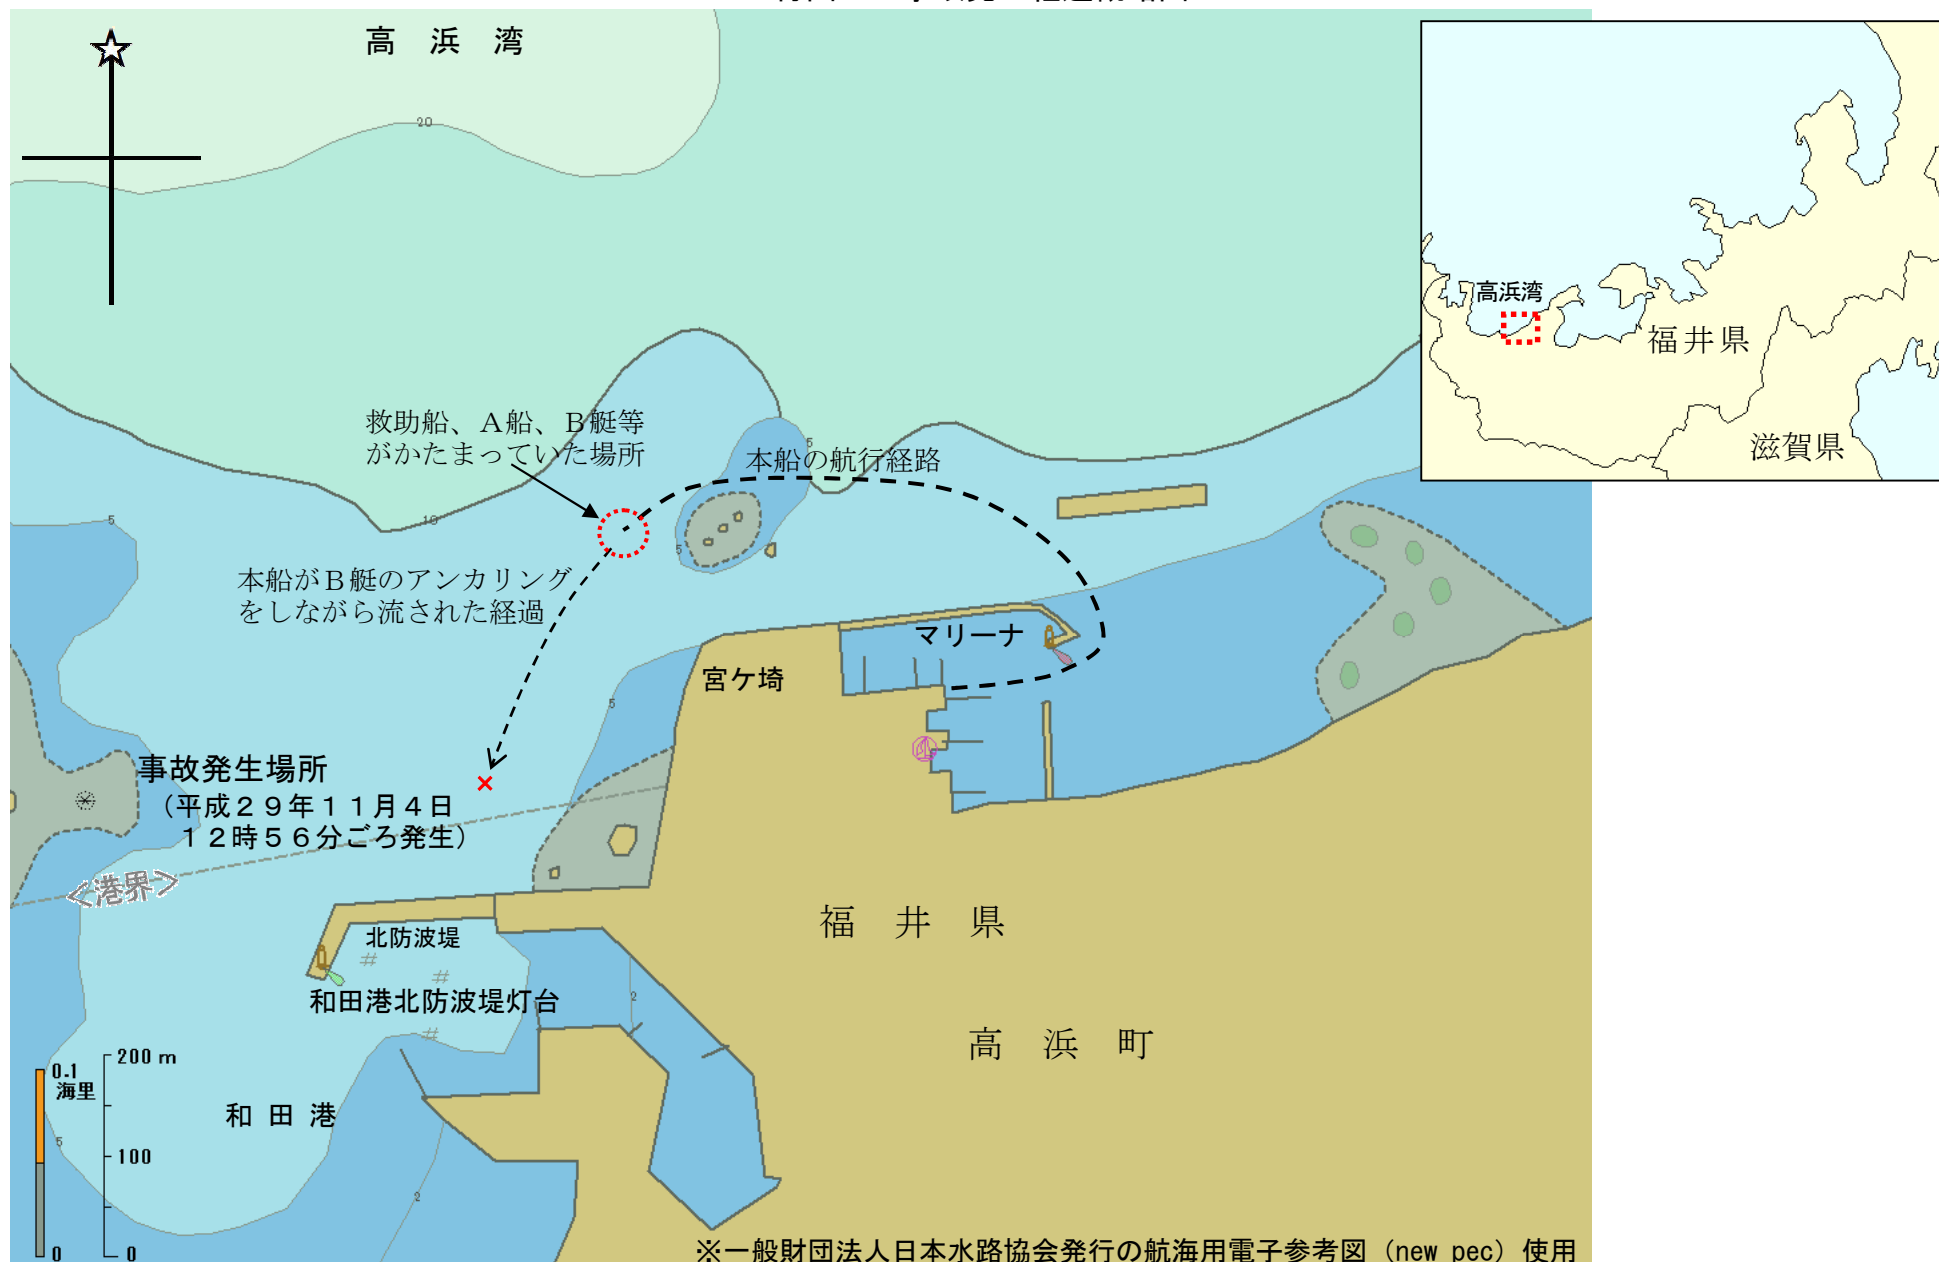 高 浜 湾
20
高浜湾
福井県
滋賀県
救助船、Ａ船、Ｂ艇等
がかたまっていた場所
5
本船の航行経路
5
10
5
本船がＢ艇のアンカリング
をしながら流された経過
マリーナ
宮ケ埼
5
事故発生場所
（平成２９年１１月４日
１２時５６分ごろ発生）
＜港界＞
福 井 県
北防波堤
和田港北防波堤灯台
2
高 浜 町
200 m
0.1
海里
和 田 港
5
100
2
0
0
※一般財団法人日本水路協会発行の航海用電子参考図（new pec）使用